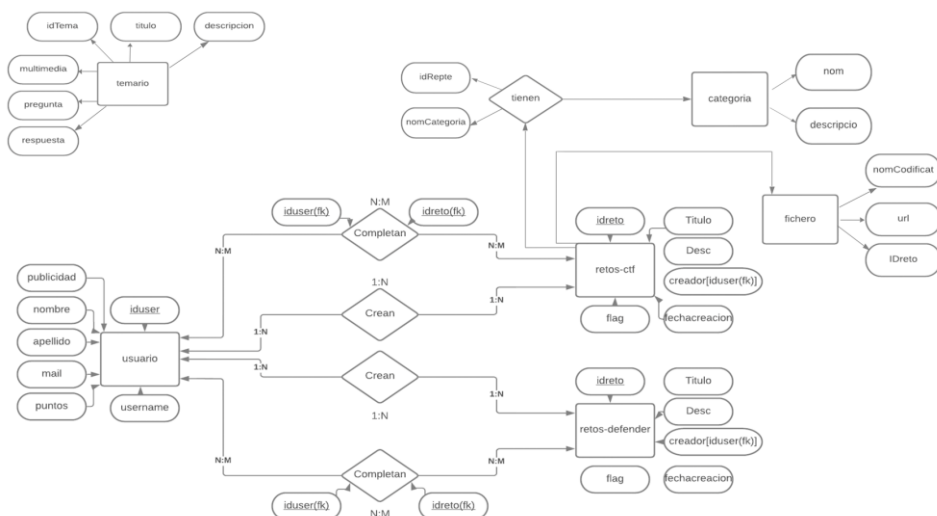 idTema
titulo
descripcion
multimedia
temario
pregunta
respuesta
idRepte
nomCategoria
tienen
categoria
nom
descripcio
nomCodificat
fichero
url
IDreto
N:M
iduser(fk)
idreto(fk)
Completan
N:M
N:M
idreto
Titulo
Desc
retos-ctf
creador[iduser(fk)]
flag
fechacreacion
1:N
Crean
1:N
1:N
publicidad
nombre
apellido
mail
puntos
iduser
usuario
username
1:N
Crean
1:N
1:N
idreto
Titulo
Desc
retos-defender
creador[iduser(fk)]
flag
fechacreacion
N:M
Completan
N:M
iduser(fk)
idreto(fk)
N:M